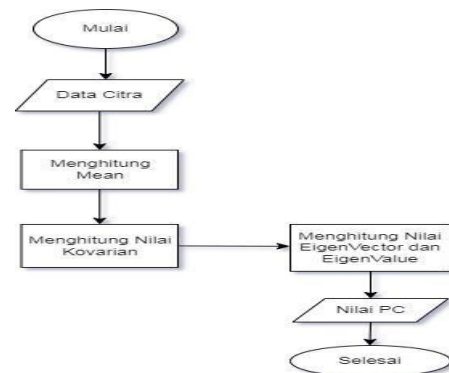 Mulai
Data Citra
Menghitung
Mean
Menghitung Nilai
Kovarian
Menghitung Nilai
EigenVector dan
EigenValue
Nilai PC
Selesai